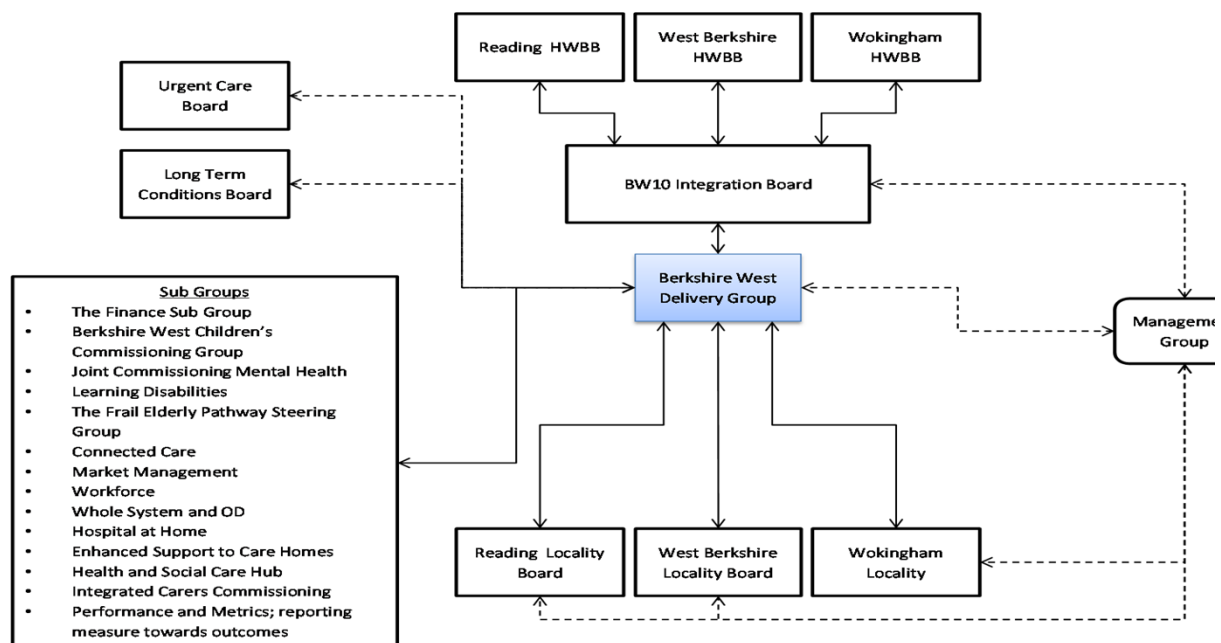 Reading HWBB
West Berkshire
HWBB
Wokingham
HWBB
Urgent Care
Board
Long Term
Conditions Board
BW10 Integration Board
Berkshire West
Delivery Group
Manageme
Group
Sub Groups
• The Finance Sub Group
• Berkshire West Children's
Commissioning Group
• Joint Commissioning Mental Health
• Learning Disabilities
• The Frail Elderly Pathway Steering
Group
• Connected Care
• Market Management
• Workforce
• Whole System and OD
• Hospital at Home
• Enhanced Support to Care Homes
• Health and Social Care Hub
• Integrated Carers Commissioning
• Performance and Metrics; reporting
measure towards outcomes
Reading Locality
Board
West Berkshire
Locality Board
Wokingham
Locality